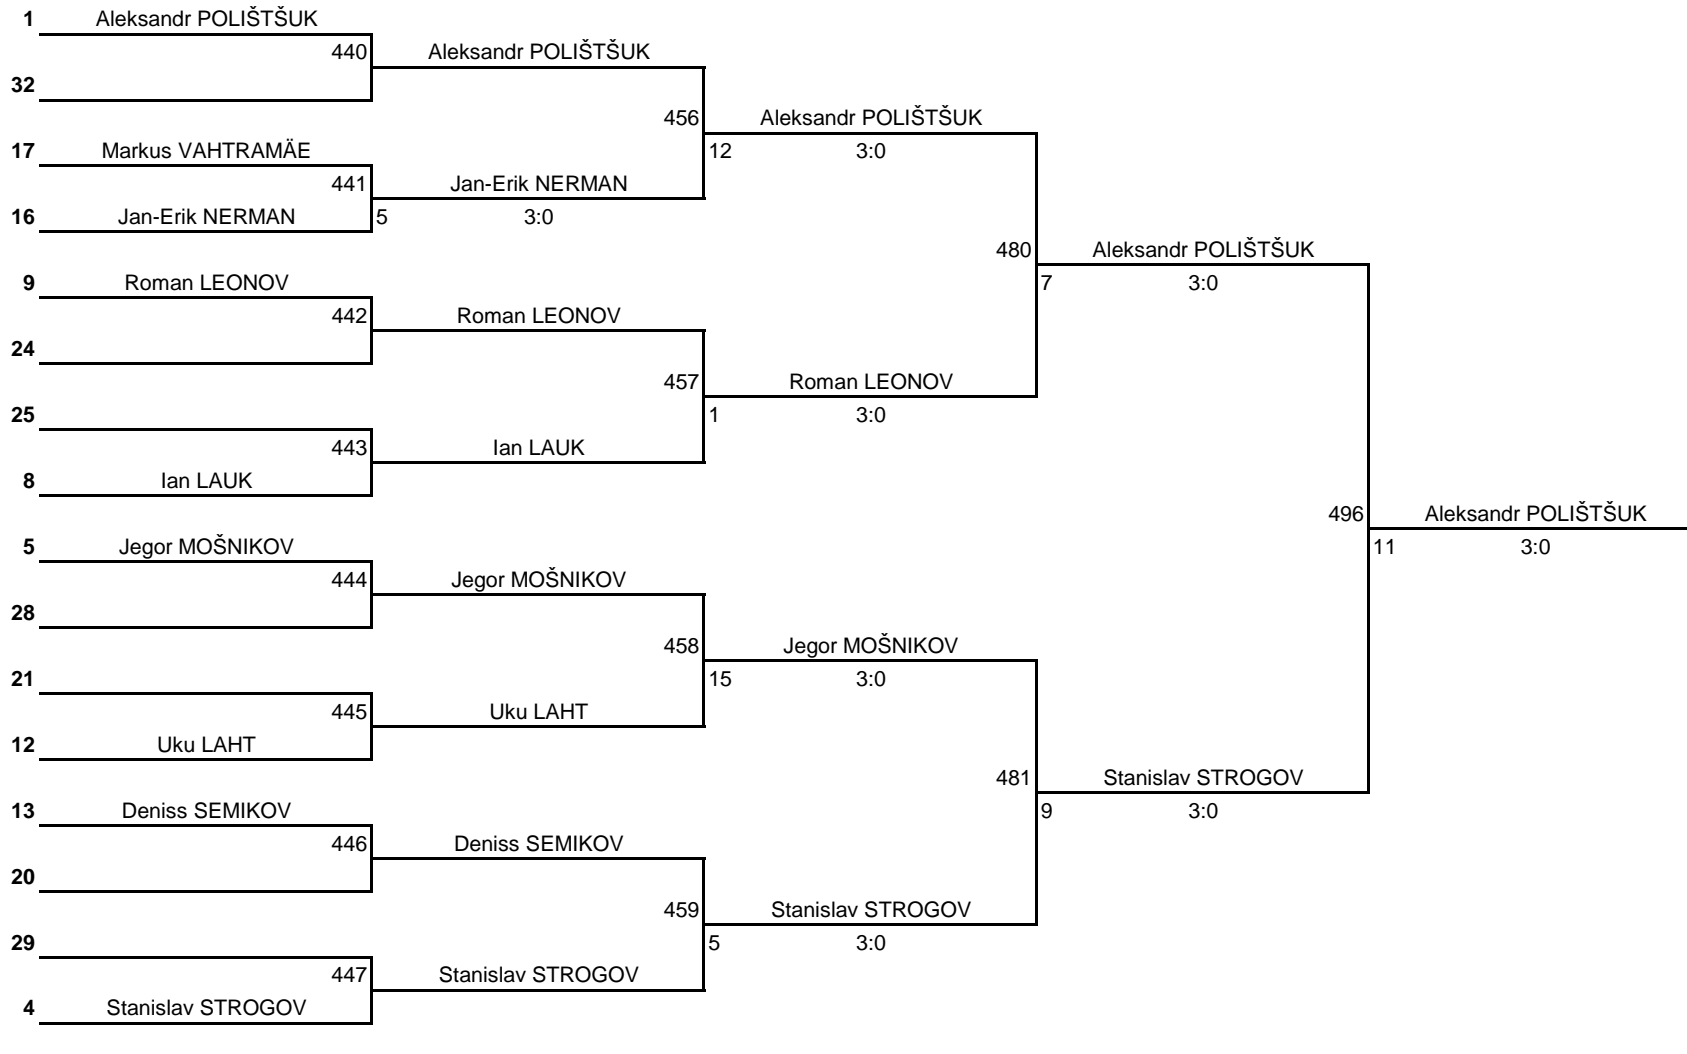 1 Aleksandr POLIŠTŠUK
440 Aleksandr POLIŠTŠUK
32
456 Aleksandr POLIŠTŠUK
17 Markus VAHTRAMÄE 12 3:0
441 Jan-Erik NERMAN
16 Jan-Erik NERMAN 5 3:0
480 Aleksandr POLIŠTŠUK
9 Roman LEONOV 7 3:0
442 Roman LEONOV
24
457 Roman LEONOV
25 1 3:0
443 Ian LAUK
8 Ian LAUK
496 Aleksandr POLIŠTŠUK
5 Jegor MOŠNIKOV 11 3:0
444 Jegor MOŠNIKOV
28
458 Jegor MOŠNIKOV
21 15 3:0
445 Uku LAHT
12 Uku LAHT
481 Stanislav STROGOV
13 Deniss SEMIKOV 9 3:0
446 Deniss SEMIKOV
20
459 Stanislav STROGOV
29 5 3:0
447 Stanislav STROGOV
4 Stanislav STROGOV